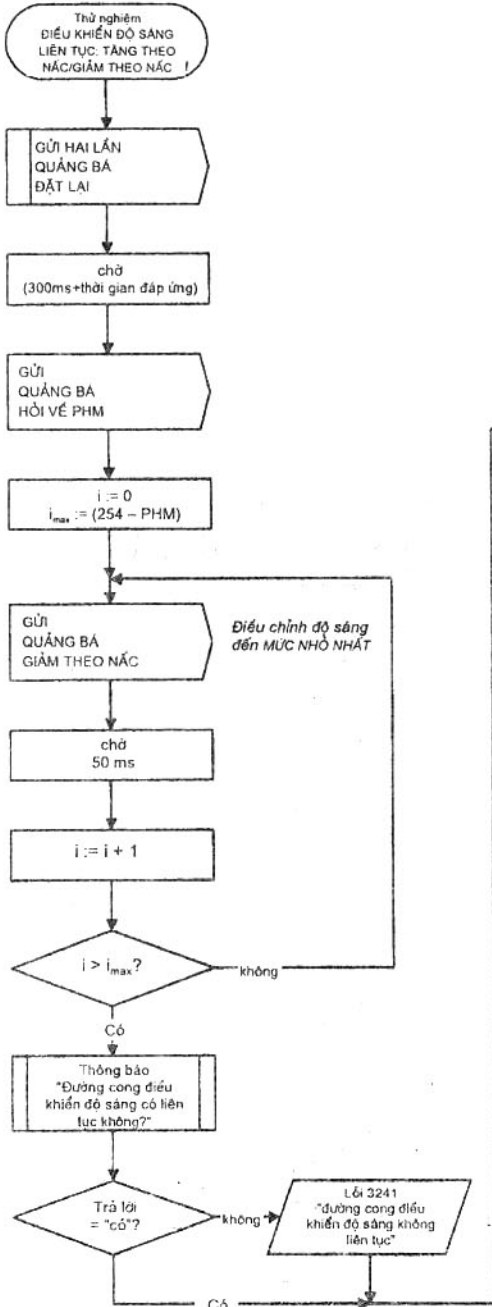 Thử nghiệm
ĐIỀU KHIỂN ĐỘ SÁNG
LIÊN TỤC: TĂNG THEO
NẤC/GIẢM THEO NẤC !
GỬI HAI LẦN
QUẢNG BÁ
ĐẶT LẠI
chờ
(300ms+thời gian đáp ứng)
GỬI
QUẢNG BÁ
HỎI VỀ PHM
i := 0
imax := (254 – PHM)
GỬI
QUẢNG BÁ
GIẢM THEO NẤC
Điều chỉnh độ sáng
đến MỨC NHỎ NHẤT
chờ
50 ms
i := i + 1
i > imax?
không
Có
Thông báo
"Đường cong điều
khiển độ sáng có liên
tục không?"
Trả lời
= "có"?
không
Lỗi 3241
"đường cong điều
khiển độ sáng không
liên tục"
Có